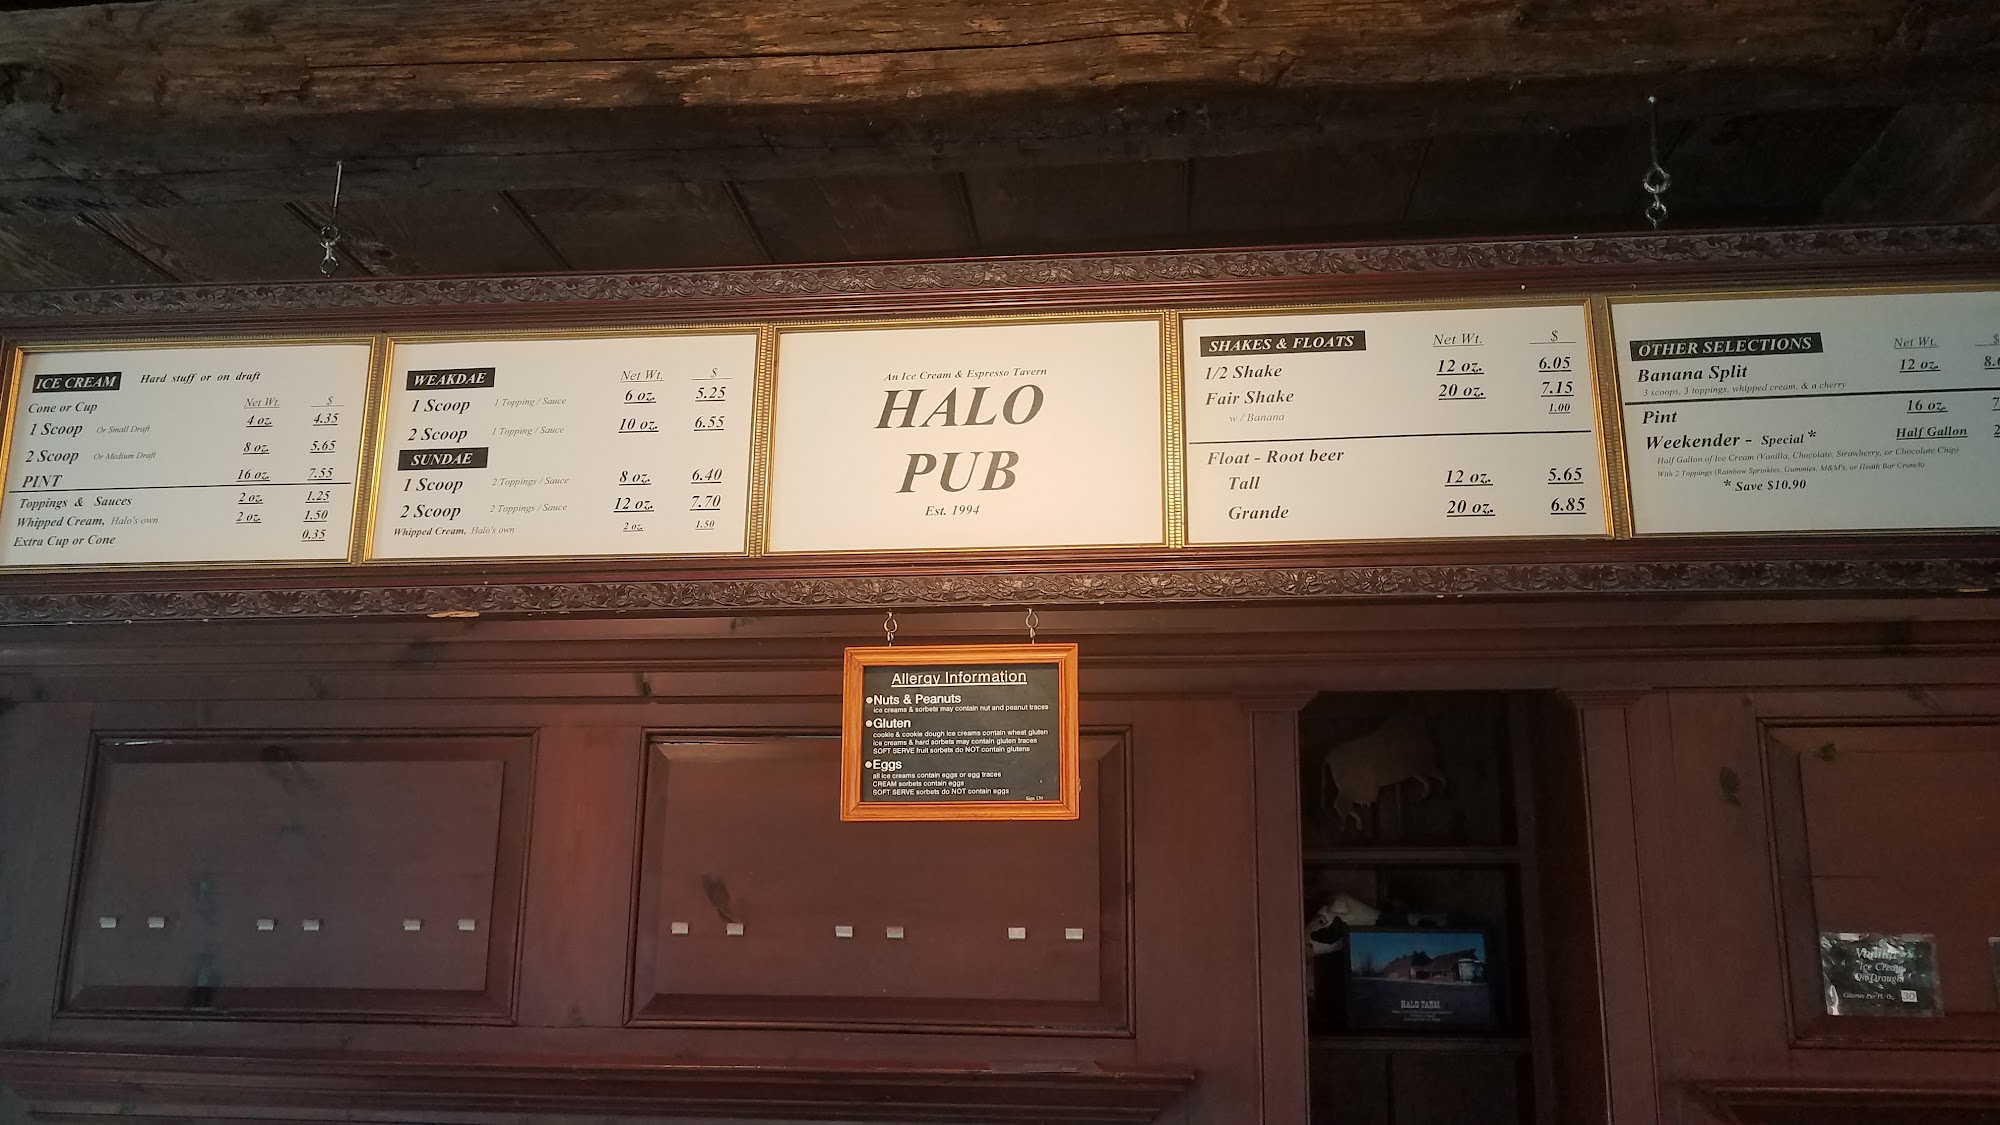 ICE CREAM Hard stuff or on draft
Cone or Cup Net Wt. $
1 Scoop Or Small Draft 4 oz. 4.35
2 Scoop Or Medium Draft 8 oz. 5.65
PINT 16 oz. 7.55
Toppings & Sauces 2 oz. 1.25
Whipped Cream, Halo's own 2 oz. 1.50
Extra Cup or Cone 0.35
WEAKDAE Net Wt. $
1 Scoop 1 Topping / Sauce 6 oz. 5.25
2 Scoop 1 Topping / Sauce 10 oz. 6.55
SUNDAE
1 Scoop 2 Toppings / Sauce 8 oz. 6.40
2 Scoop 2 Toppings / Sauce 12 oz. 7.70
Whipped Cream, Halo's own 2 oz. 1.50
An Ice Cream & Espresso Tavern
HALO
PUB
Est. 1994
SHAKES & FLOATS Net Wt. $
1/2 Shake 12 oz. 6.05
Fair Shake 20 oz. 7.15
w / Banana 1.00
Float - Root beer
Tall 12 oz. 5.65
Grande 20 oz. 6.85
OTHER SELECTIONS Net Wt. $
Banana Split 12 oz. 8.
3 scoops, 3 toppings, whipped cream, & a cherry
Pint 16 oz. 7
Weekender - Special * Half Gallon 2
Half Gallon of Ice Cream (Vanilla, Chocolate, Strawberry, or Chocolate Chip)
With 2 Toppings (Rainbow Sprinkles, Gummies, M&M's, or Heath Bar Crunch)
* Save $10.90
Allergy Information
●Nuts & Peanuts
ice creams & sorbets may contain nut and peanut traces
●Gluten
cookie & cookie dough ice creams contain wheat gluten
ice creams & hard sorbets may contain gluten traces
SOFT SERVE fruit sorbets do NOT contain glutens
●Eggs
all ice creams contain eggs or egg traces
CREAM sorbets contain eggs
SOFT SERVE sorbets do NOT contain eggs
HALO FARM
Vanilla
Ice Cream
On Draught
Calories Per Fl. Oz. 30